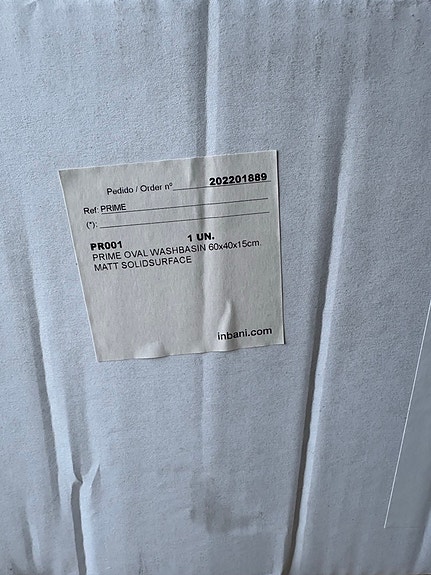 Pedido / Order nº 202201889
Ref: PRIME
(*):
PR001 1 UN.
PRIME OVAL WASHBASIN 60x40x15cm.
MATT SOLIDSURFACE
inbani.com